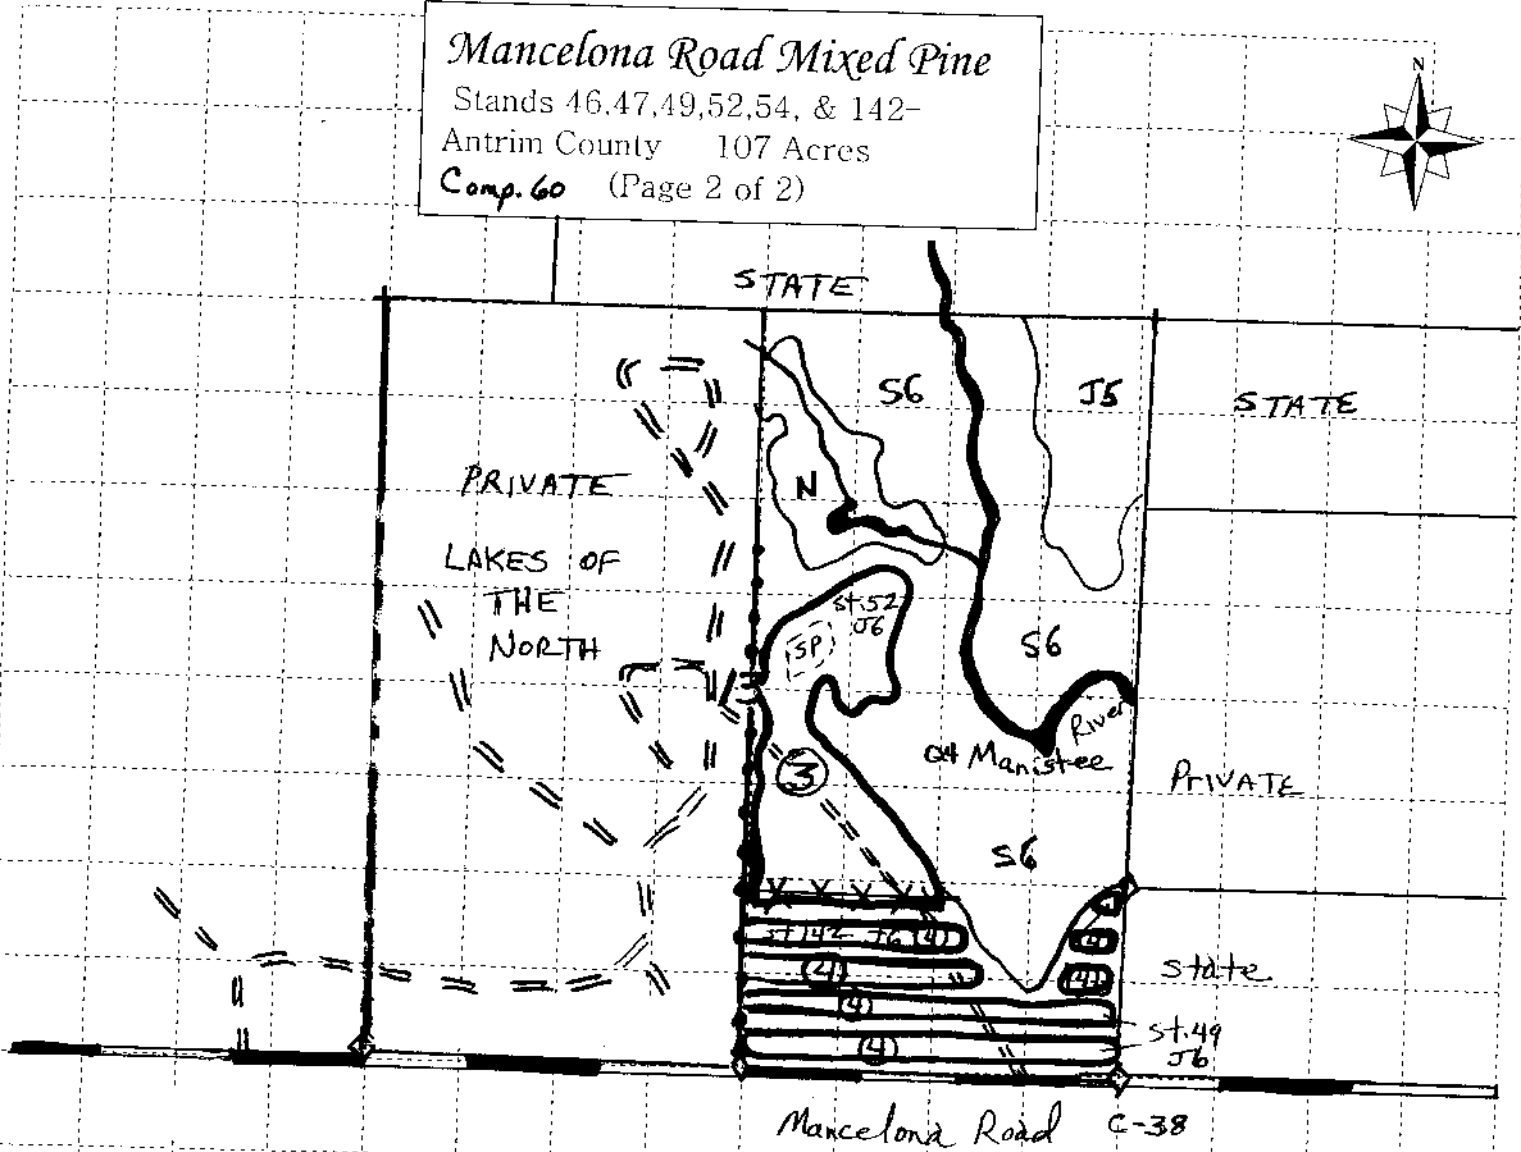 Mancelona Road Mixed Pine
Stands 46,47,49,52,54, & 142-
Antrim County 107 Acres
Comp. 60 (Page 2 of 2)
N
STATE
S6
J5
STATE
PRIVATE
N
LAKES OF
THE
NORTH
st.52
J6
SP
S6
River
Q4 Manistee
3
PRIVATE
S6
st 142 J6 4
4
4
4
state
4
4
st.49
J6
4
Mancelona Road C-38